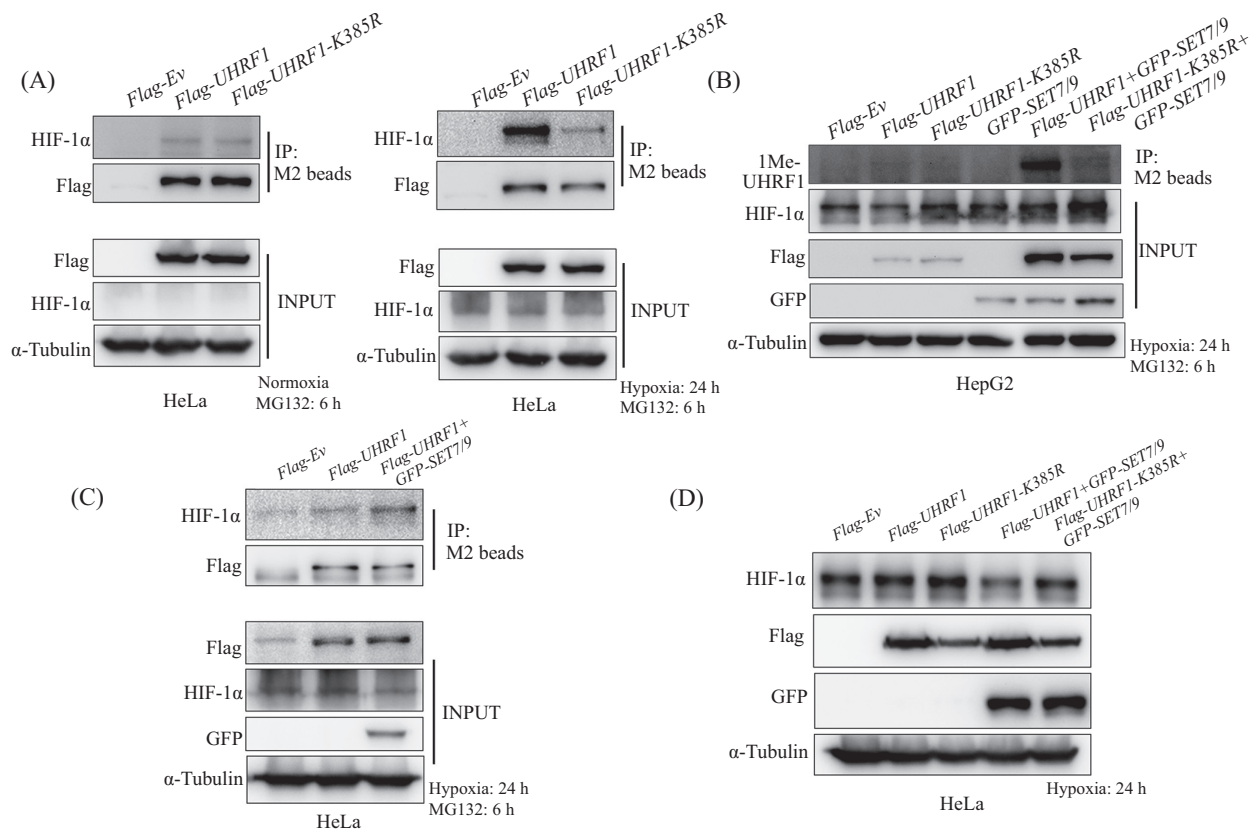 (A)
Flag-Ev
Flag-UHRF1
Flag-UHRF1-K385R
HIF-1α
Flag
IP:
M2 beads
Flag
HIF-1α
α-Tubulin
INPUT
Normoxia
MG132: 6 h
HeLa
Flag-Ev
Flag-UHRF1
Flag-UHRF1-K385R
HIF-1α
Flag
IP:
M2 beads
Flag
HIF-1α
α-Tubulin
INPUT
Hypoxia: 24 h
MG132: 6 h
HeLa
(B)
Flag-Ev
Flag-UHRF1
Flag-UHRF1-K385R
GFP-SET7/9
Flag-UHRF1+GFP-SET7/9
Flag-UHRF1-K385R+
GFP-SET7/9
1Me-
UHRF1
IP:
M2 beads
HIF-1α
Flag
GFP
α-Tubulin
INPUT
Hypoxia: 24 h
MG132: 6 h
HepG2
(C)
Flag-Ev
Flag-UHRF1
Flag-UHRF1+
GFP-SET7/9
HIF-1α
Flag
IP:
M2 beads
Flag
HIF-1α
GFP
α-Tubulin
INPUT
Hypoxia: 24 h
MG132: 6 h
HeLa
(D)
Flag-Ev
Flag-UHRF1
Flag-UHRF1-K385R
Flag-UHRF1+GFP-SET7/9
Flag-UHRF1-K385R+
GFP-SET7/9
HIF-1α
Flag
GFP
α-Tubulin
Hypoxia: 24 h
HeLa